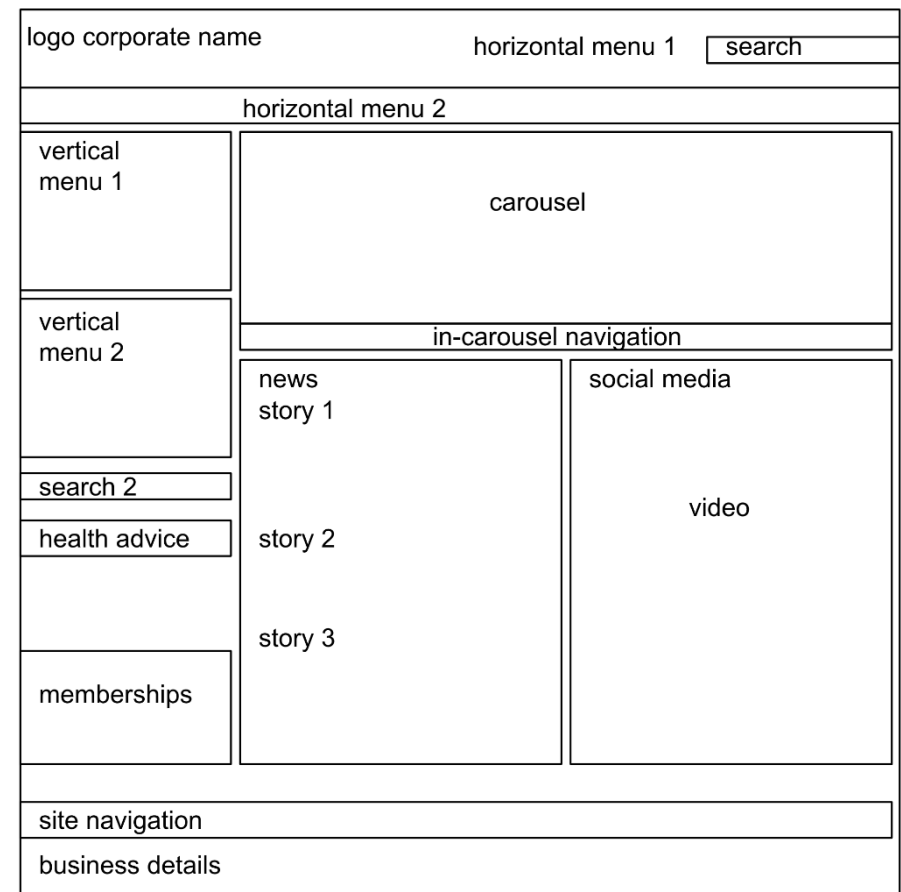 logo corporate name
horizontal menu 1
search
horizontal menu 2
vertical
menu 1
carousel
vertical
menu 2
in-carousel navigation
news
story 1
social media
search 2
video
health advice
story 2
story 3
memberships
site navigation
business details